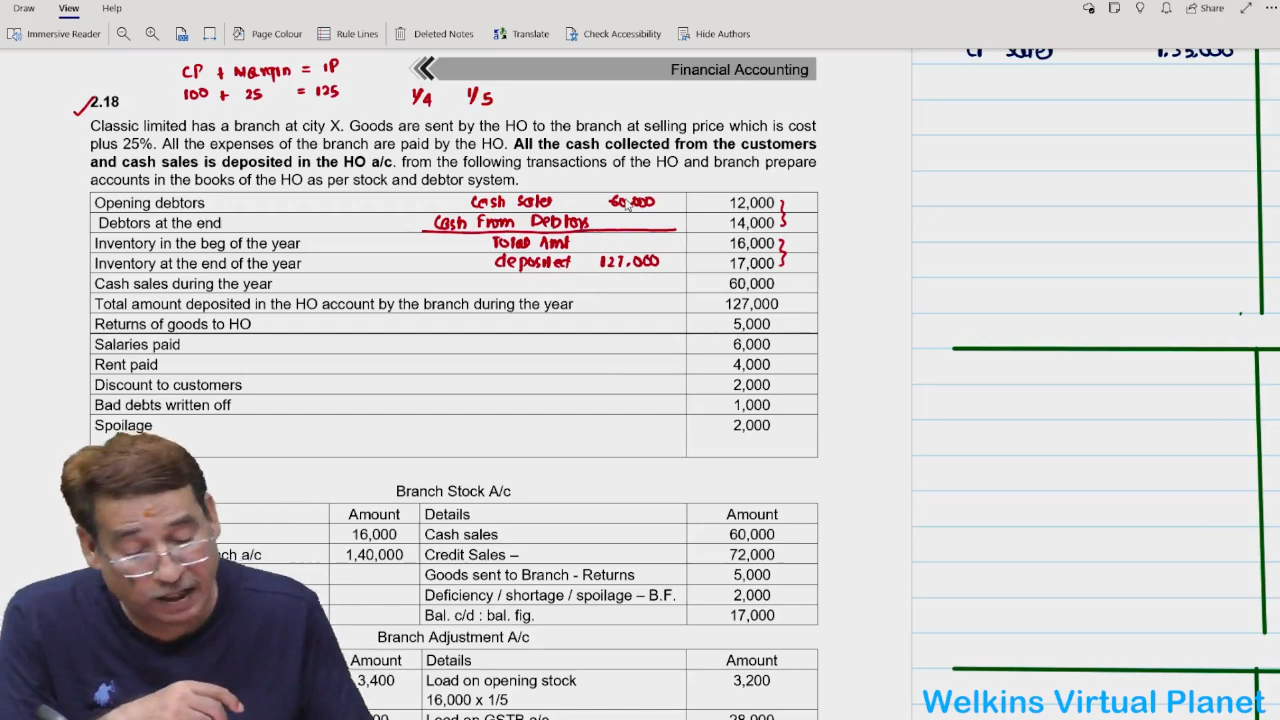 Draw View Help
Immersive Reader Page Colour Rule Lines Deleted Notes Translate Check Accessibility Hide Authors Share
CP + Margin = IP
100 + 25 = 125
1/4 1/5
Financial Accounting
CP Sales 1,35,000
2.18
Classic limited has a branch at city X. Goods are sent by the HO to the branch at selling price which is cost
plus 25%. All the expenses of the branch are paid by the HO. All the cash collected from the customers
and cash sales is deposited in the HO a/c. from the following transactions of the HO and branch prepare
accounts in the books of the HO as per stock and debtor system.
Opening debtors Cash Sales 60,000 12,000
Debtors at the end Cash From Debtors 14,000
Inventory in the beg of the year Total Amt 16,000
Inventory at the end of the year deposited 127.000 17,000
Cash sales during the year 60,000
Total amount deposited in the HO account by the branch during the year 127,000
Returns of goods to HO 5,000
Salaries paid 6,000
Rent paid 4,000
Discount to customers 2,000
Bad debts written off 1,000
Spoilage 2,000
Branch Stock A/c
Amount Details Amount
16,000 Cash sales 60,000
a/c 1,40,000 Credit Sales – 72,000
Goods sent to Branch - Returns 5,000
Deficiency / shortage / spoilage – B.F. 2,000
Bal. c/d : bal. fig. 17,000
Branch Adjustment A/c
Amount Details Amount
3,400 Load on opening stock 3,200
16,000 x 1/5
Load on GSTB a/c 28,000
Welkins Virtual Planet